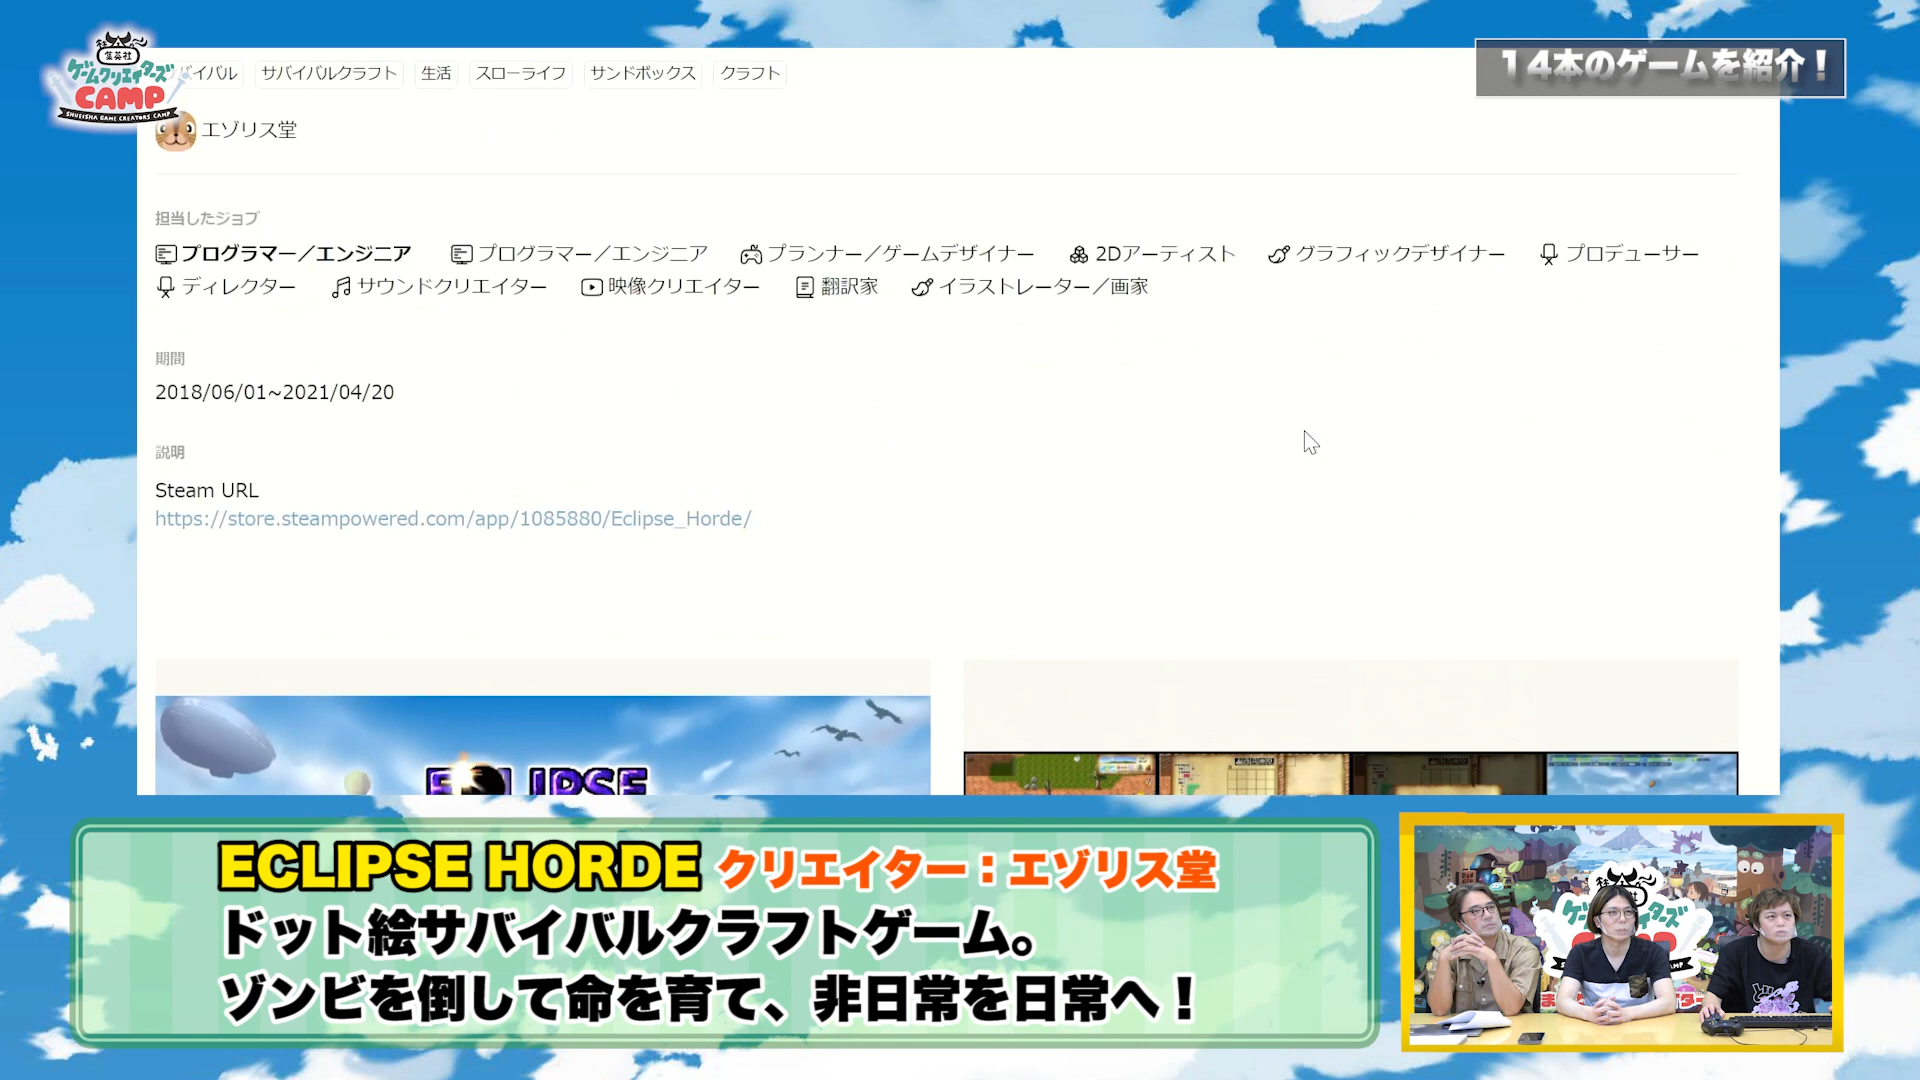 集英社
ゲームクリエイターズ
CAMP
SHUEISHA GAME CREATORS CAMP
14本のゲームを紹介！
バイバル
サバイバルクラフト
生活
スローライフ
サンドボックス
クラフト
エゾリス堂
担当したジョブ
プログラマー／エンジニア プログラマー／エンジニア プランナー／ゲームデザイナー 2Dアーティスト グラフィックデザイナー プロデューサー
ディレクター サウンドクリエイター 映像クリエイター 翻訳家 イラストレーター／画家
期間
2018/06/01~2021/04/20
説明
Steam URL
https://store.steampowered.com/app/1085880/Eclipse_Horde/
ECLIPSE
ECLIPSE HORDE クリエイター：エゾリス堂
ドット絵サバイバルクラフトゲーム。
ゾンビを倒して命を育て、非日常を日常へ！